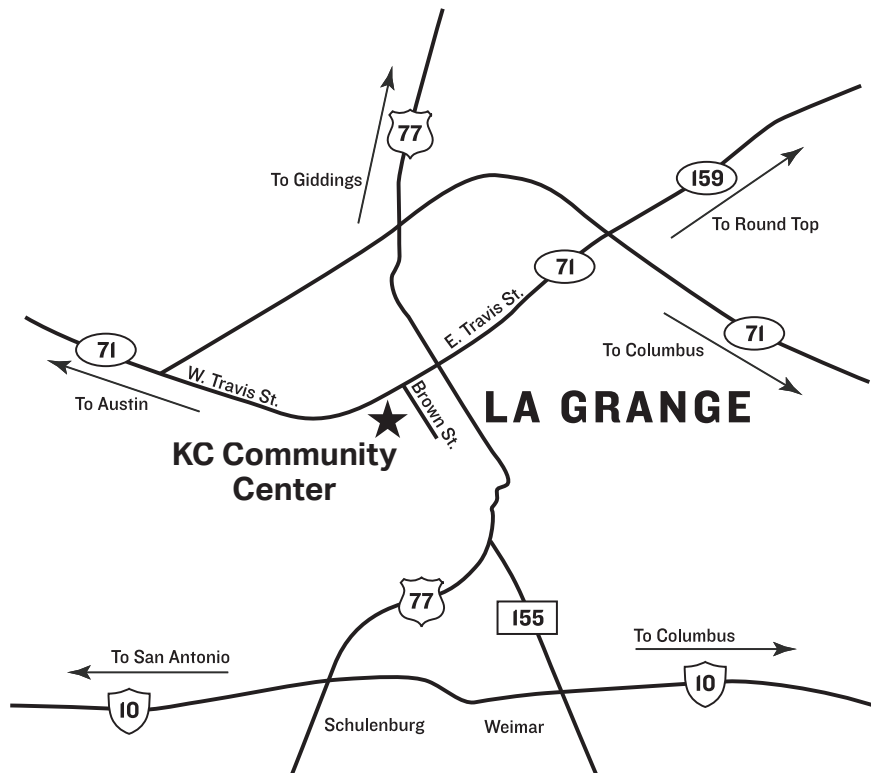 77
To Giddings
159
To Round Top
71
E. Travis St.
71
To Columbus
71
To Austin
W. Travis St.
Brown St.
LA GRANGE
KC Community
Center
77
155
To Columbus
To San Antonio
10
10
Schulenburg
Weimar